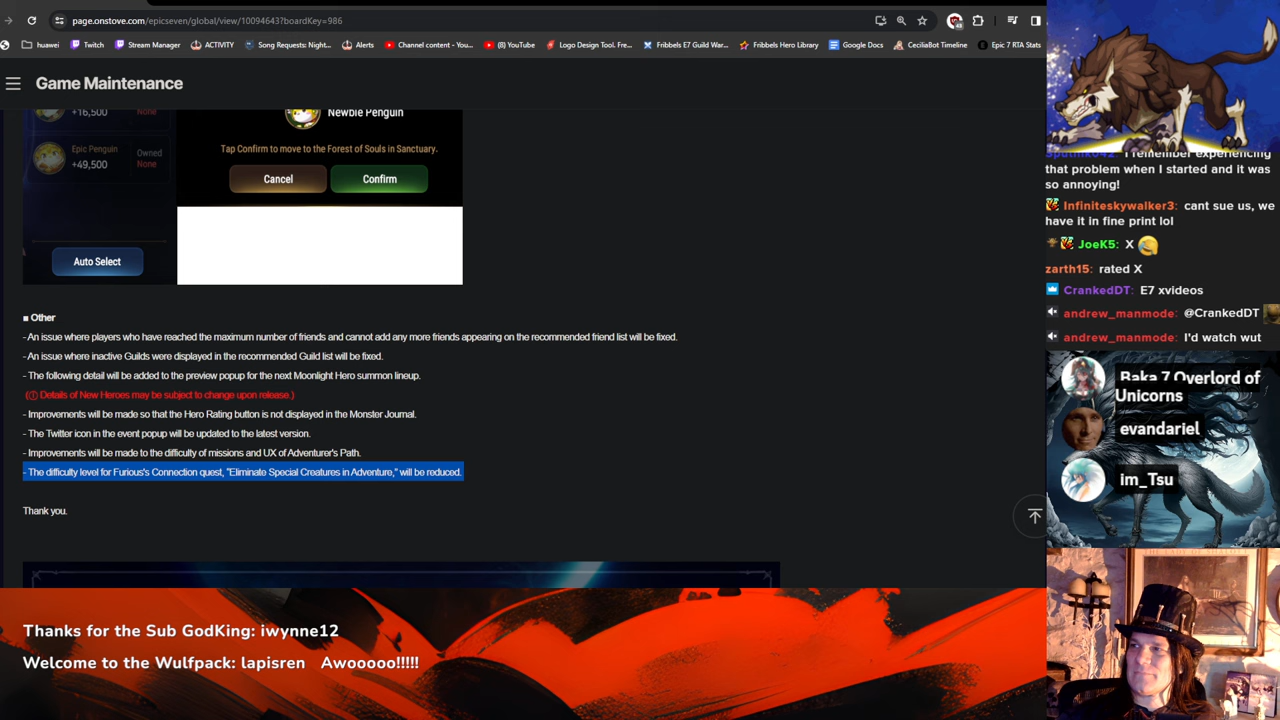 page.onstove.com/epicseven/global/view/10094643?boardKey=986
43
huawei
Twitch
Stream Manager
ACTIVITY
Song Requests: Night...
Alerts
Channel content - You...
(8) YouTube
Logo Design Tool. Fre...
Fribbels E7 Guild War...
Fribbels Hero Library
Google Docs
CeciliaBot Timeline
Epic 7 RTA Stats
Game Maintenance
+16,500
None
Epic Penguin
+49,500
Owned
None
Auto Select
Newbie Penguin
Tap Confirm to move to the Forest of Souls in Sanctuary.
Cancel
Confirm
■ Other
- An issue where players who have reached the maximum number of friends and cannot add any more friends appearing on the recommended friend list will be fixed.
- An issue where inactive Guilds were displayed in the recommended Guild list will be fixed.
- The following detail will be added to the preview popup for the next Moonlight Hero summon lineup.
(① Details of New Heroes may be subject to change upon release.)
- Improvements will be made so that the Hero Rating button is not displayed in the Monster Journal.
- The Twitter icon in the event popup will be updated to the latest version.
- Improvements will be made to the difficulty of missions and UX of Adventurer's Path.
- The difficulty level for Furious's Connection quest, "Eliminate Special Creatures in Adventure," will be reduced.
Thank you.
I remember experiencing
that problem when I started and it was
so annoying!
Infiniteskywalker3: cant sue us, we
have it in fine print lol
JoeK5: X
zarth15: rated X
CrankedDT: E7 xvideos
andrew_manmode: @CrankedDT
andrew_manmode: I'd watch wut
Baka 7 Overlord of
Unicorns
evandariel
im_Tsu
Thanks for the Sub GodKing: iwynne12
Welcome to the Wulfpack: lapisren Awooooo!!!!!